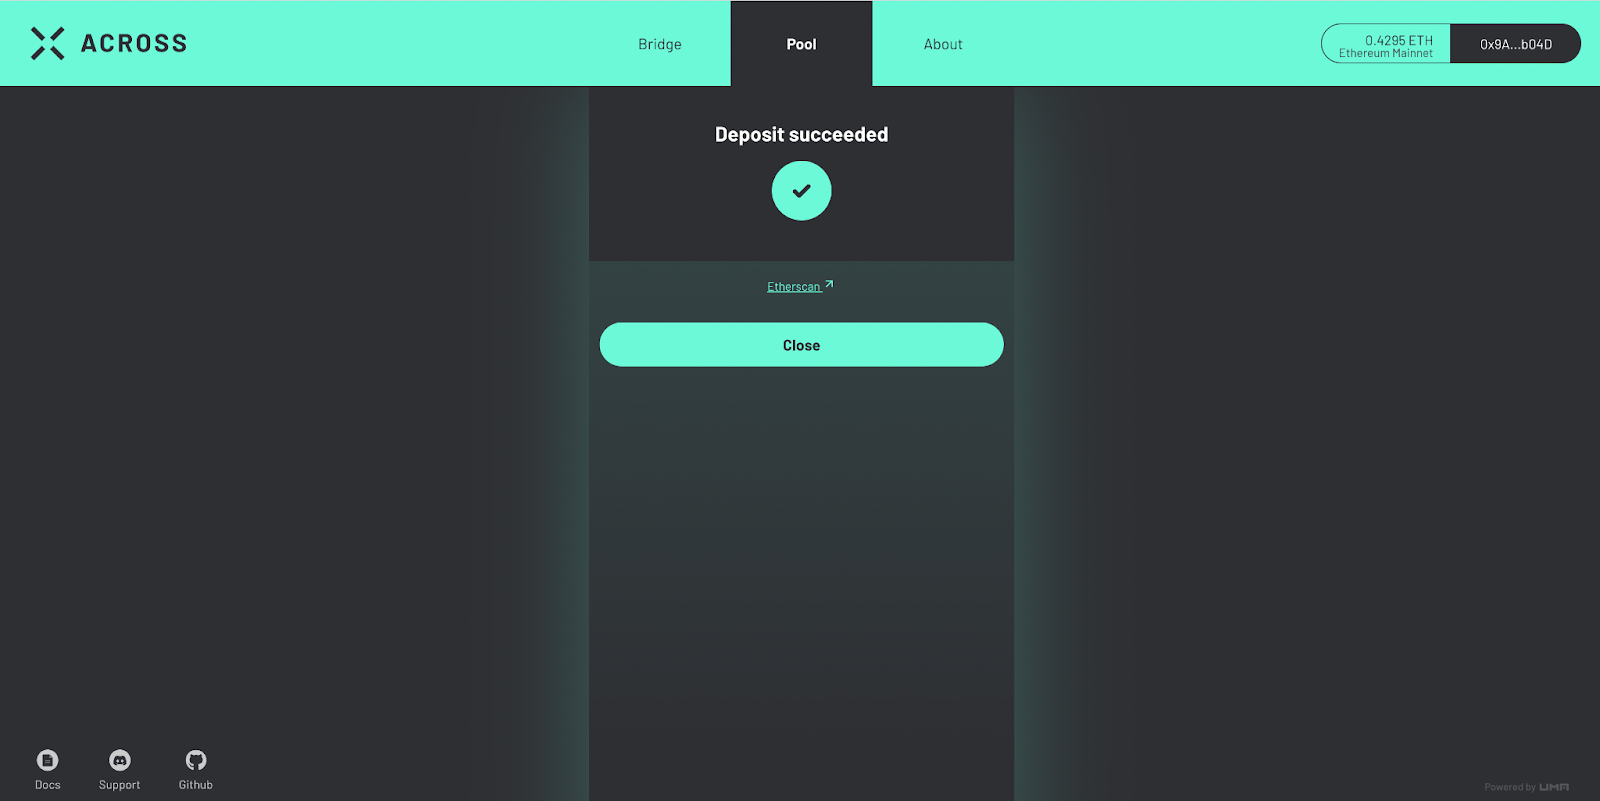 ACROSS
Bridge
Pool
About
0.4295 ETH
Ethereum Mainnet
0x9A...b04D
Deposit succeeded
Etherscan
Close
Docs
Support
Github
Powered by UMA